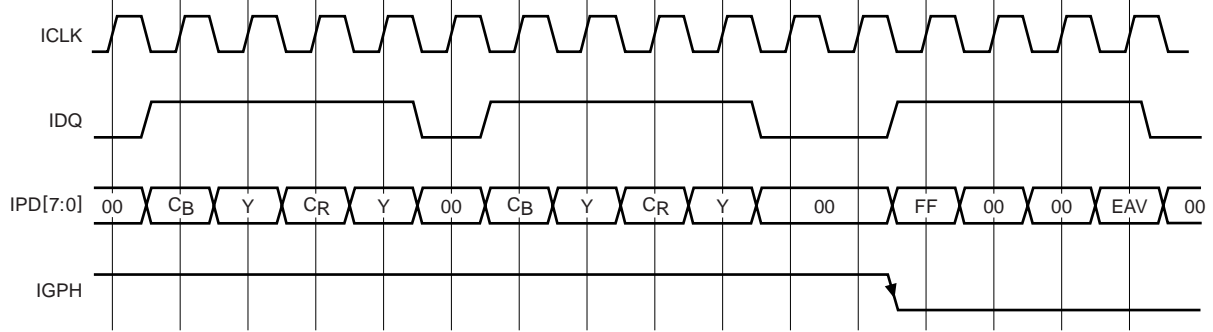 ICLK
IDQ
IPD[7:0] 00 CB Y CR Y 00 CB Y CR Y 00 FF 00 00 EAV 00
IGPH